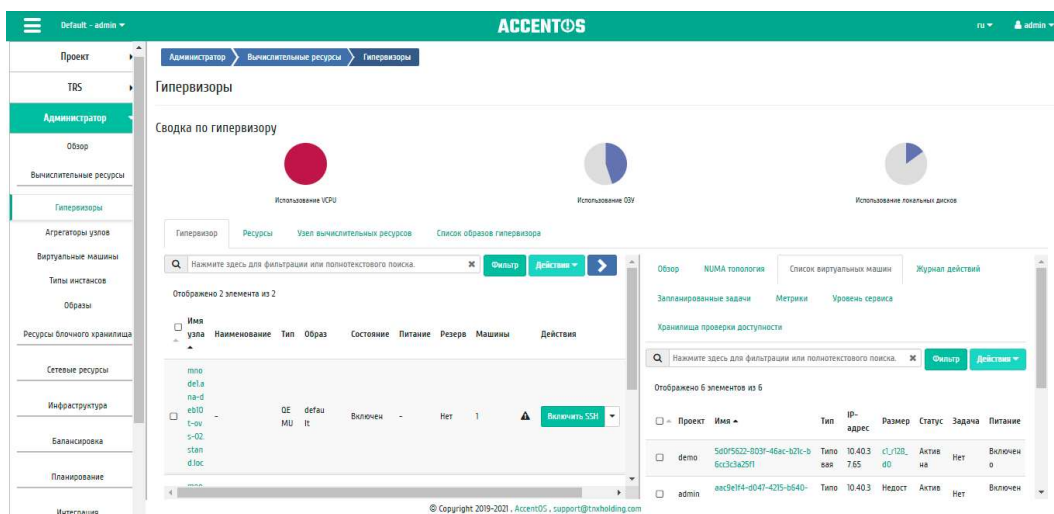 Default - admin
ACCENTOS
ru
admin
Проект
TRS
Администратор
Обзор
Вычислительные ресурсы
Гипервизоры
Агрегаторы узлов
Виртуальные машины
Типы инстансов
Образы
Ресурсы блочного хранилища
Сетевые ресурсы
Инфраструктура
Балансировка
Планирование
Интеграция
Администратор Вычислительные ресурсы Гипервизоры
Гипервизоры
Сводка по гипервизору
Использование VCPU
Использование ОЗУ
Использование локальных дисков
Гипервизор Ресурсы Узел вычислительных ресурсов Список образов гипервизора
Нажмите здесь для фильтрации или полнотекстового поиска. Фильтр Действия
Отображено 2 элемента из 2
Имя узла Наименование Тип Образ Состояние Питание Резерв Машины Действия
mno
del.a
na-d
eb10
t-ov
s-02.
stan
d.loc
-
QE
MU
defau
lt
Включен - Нет 1 Включить SSH
Обзор NUMA топология Список виртуальных машин Журнал действий
Запланированные задачи Метрики Уровень сервиса
Хранилища проверки доступности
Нажмите здесь для фильтрации или полнотекстового поиска. Фильтр Действия
Отображено 6 элементов из 6
Проект Имя Тип IP-адрес Размер Статус Задача Питание
demo
5d0f5622-803f-46ac-b21c-b
6cc3c3a25f1
Типо
вая
10.40.3
7.65
c1_r128_
d0
Актив
на
Нет
Включен
о
admin
aac9e1f4-d047-4215-b640-
Типо 10.40.3 Недост Актив
Нет
Включен
© Copyright 2019-2021 , AccentOS , support@tnxholding.com